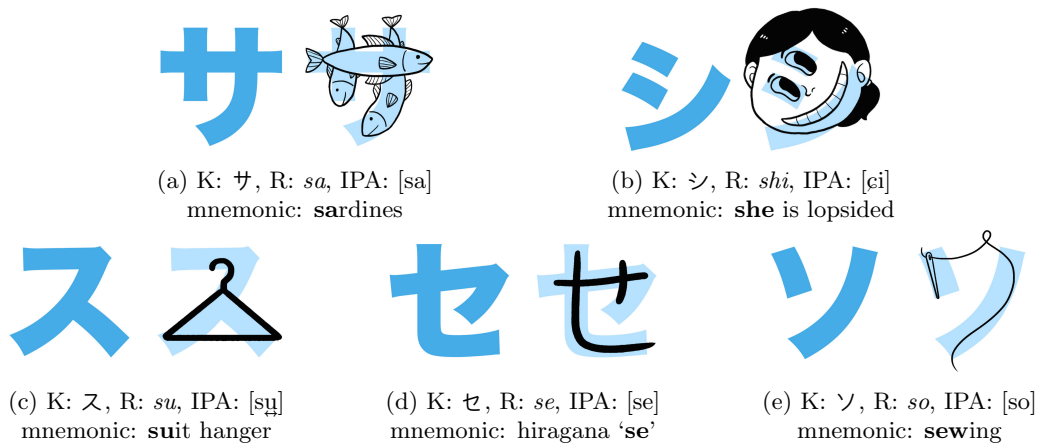 サ
シ
(a) K: サ, R: sa, IPA: [sa]
mnemonic: sardines
(b) K: シ, R: shi, IPA: [ɕi]
mnemonic: she is lopsided
ス
セ せ
ソ
(c) K: ス, R: su, IPA: [su͍]
mnemonic: suit hanger
(d) K: セ, R: se, IPA: [se]
mnemonic: hiragana ‘se’
(e) K: ソ, R: so, IPA: [so]
mnemonic: sewing